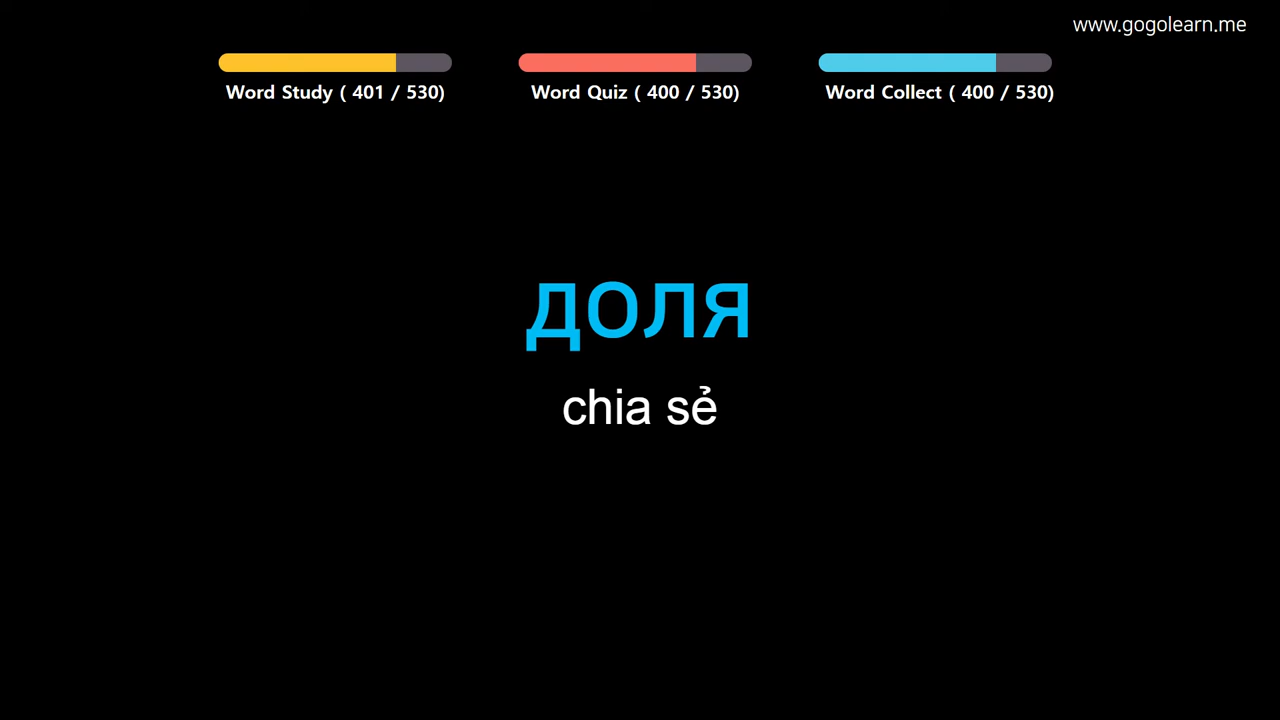 www.gogolearn.me
Word Study ( 401 / 530)
Word Quiz ( 400 / 530)
Word Collect ( 400 / 530)
доля
chia sẻ